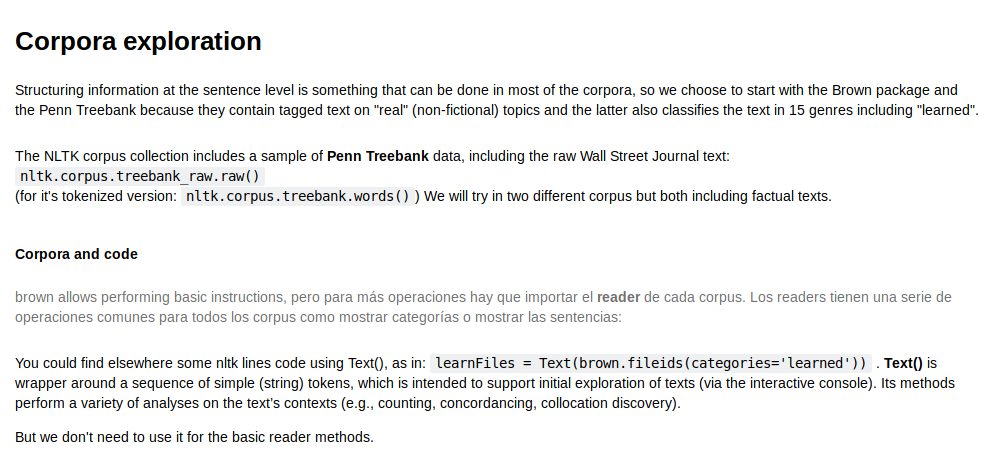 Corpora exploration
Structuring information at the sentence level is something that can be done in most of the corpora, so we choose to start with the Brown package and
the Penn Treebank because they contain tagged text on "real" (non-fictional) topics and the latter also classifies the text in 15 genres including "learned".
The NLTK corpus collection includes a sample of Penn Treebank data, including the raw Wall Street Journal text:
nltk.corpus.treebank_raw.raw()
(for it's tokenized version: nltk.corpus.treebank.words() ) We will try in two different corpus but both including factual texts.
Corpora and code
brown allows performing basic instructions, pero para más operaciones hay que importar el reader de cada corpus. Los readers tienen una serie de
operaciones comunes para todos los corpus como mostrar categorías o mostrar las sentencias:
You could find elsewhere some nltk lines code using Text(), as in: learnFiles = Text(brown.fileids(categories='learned')) . Text() is
wrapper around a sequence of simple (string) tokens, which is intended to support initial exploration of texts (via the interactive console). Its methods
perform a variety of analyses on the text's contexts (e.g., counting, concordancing, collocation discovery).
But we don't need to use it for the basic reader methods.